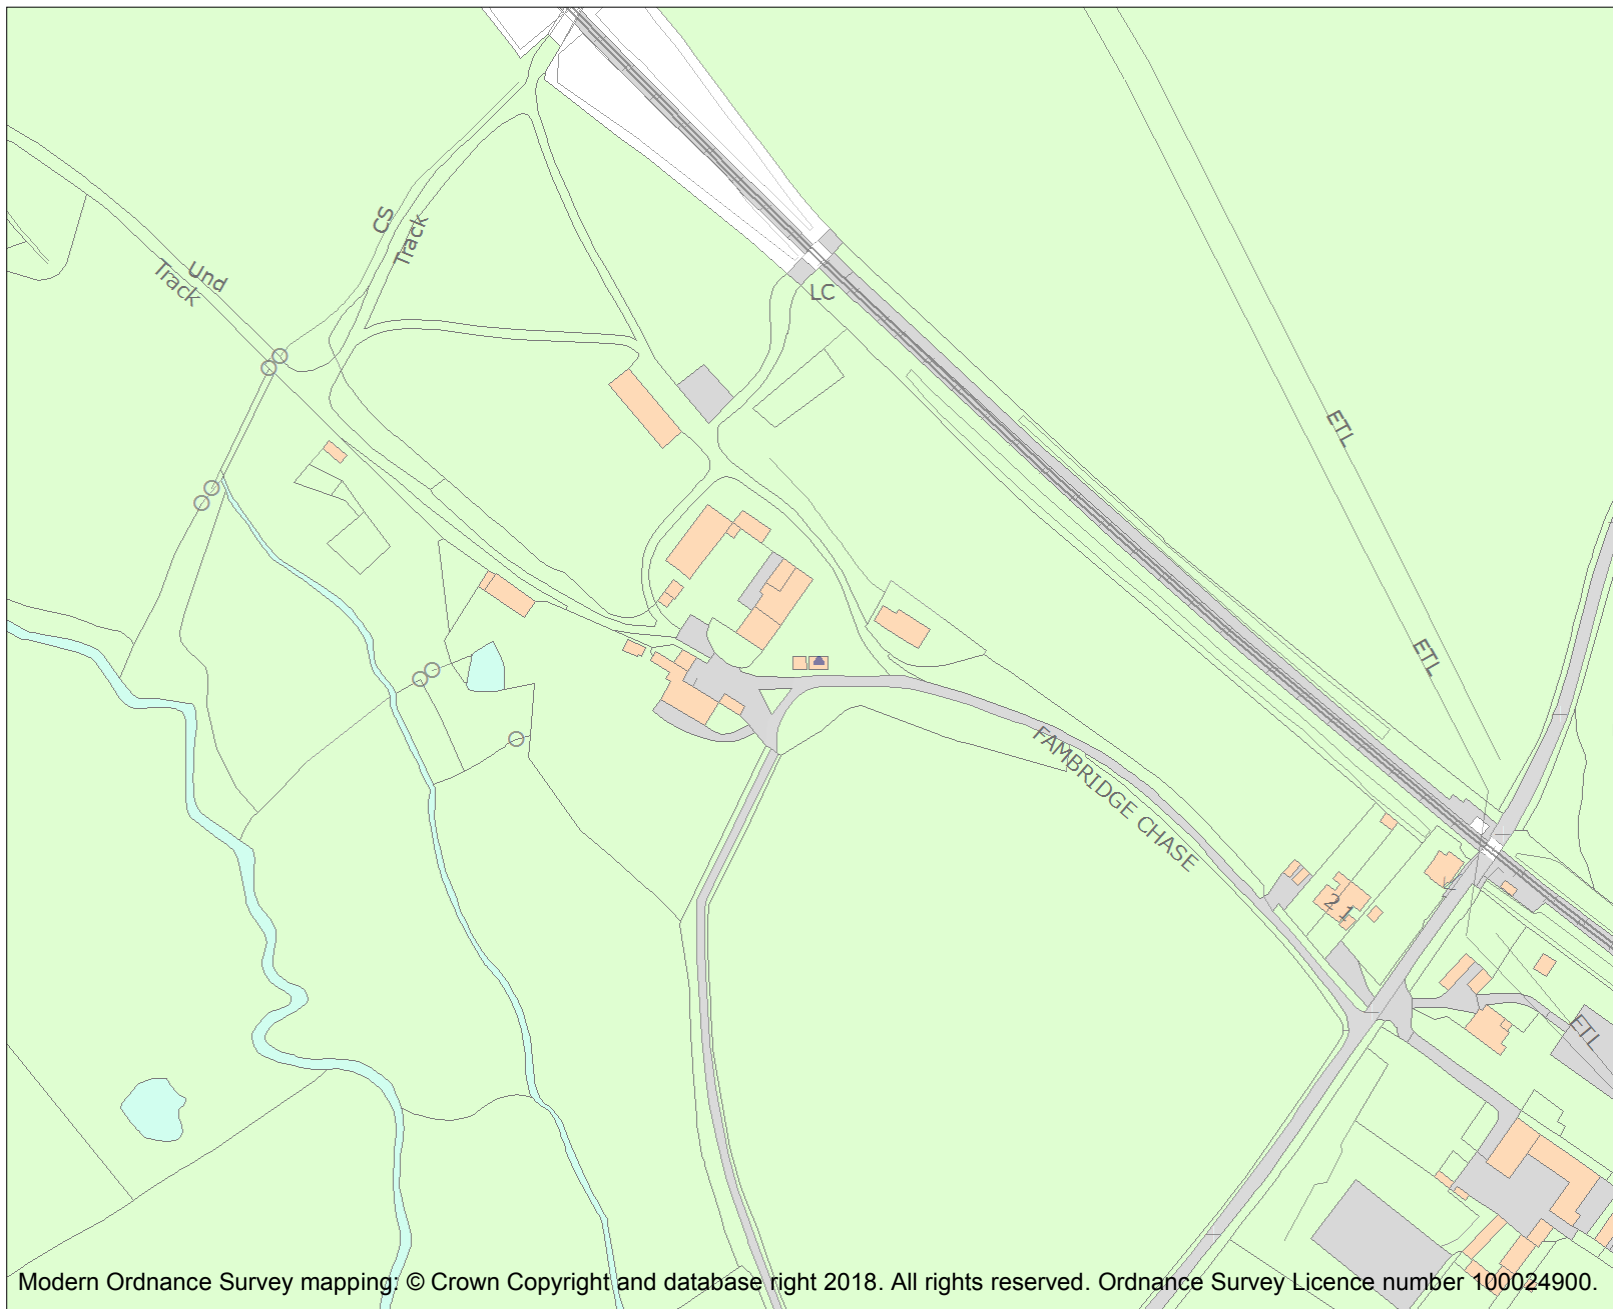 CS
Track
Und
Track
LC
ETL
ETL
FAMBRIDGE CHASE
2 1
L
ETL
Modern Ordnance Survey mapping: © Crown Copyright and database right 2018. All rights reserved. Ordnance Survey Licence number 100024900.